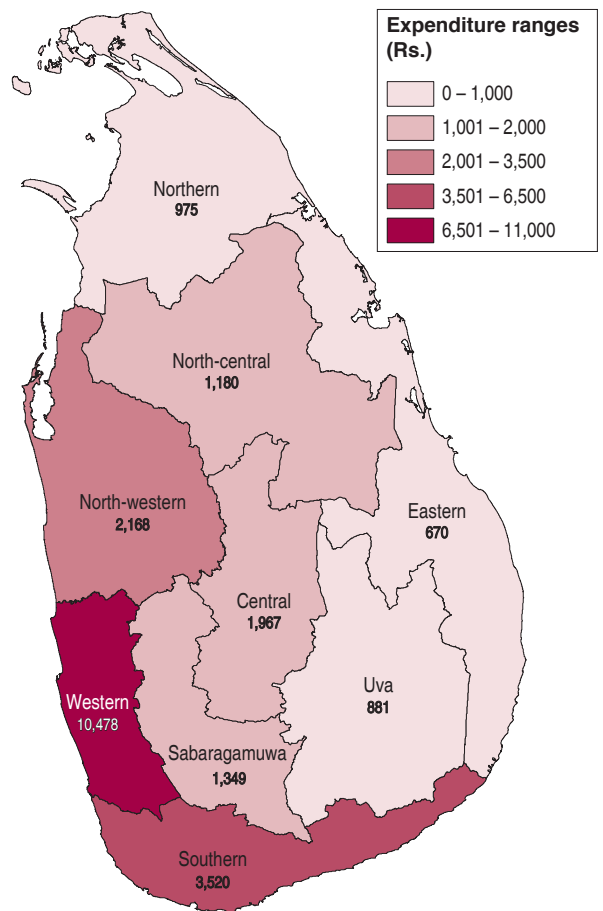 Expenditure ranges
(Rs.)
0 – 1,000
1,001 – 2,000
2,001 – 3,500
3,501 – 6,500
6,501 – 11,000
Northern
975
North-central
1,180
North-western
2,168
Eastern
670
Central
1,967
Uva
881
Western
10,478
Sabaragamuwa
1,349
Southern
3,520